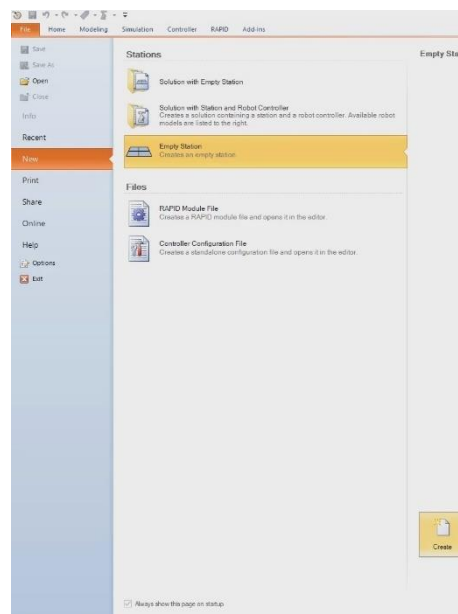 File Home Modeling Simulation Controller RAPID Add-Ins
Save
Save As
Open
Close
Info
Recent
New
Print
Share
Online
Help
Options
Exit
Stations
Solution with Empty Station
Solution with Station and Robot Controller
Creates a solution containing a station and a robot controller. Available robot
models are listed to the right.
Empty Station
Creates an empty station.
Files
RAPID Module File
Creates a RAPID module file and opens it in the editor.
Controller Configuration File
Creates a standalone configuration file and opens it in the editor.
Always show this page on startup
Empty Sta
Create